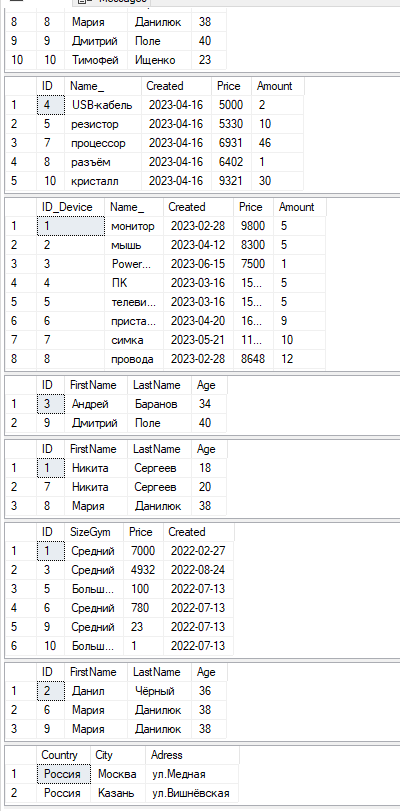 Messages
8 8 Мария Данилюк 38
9 9 Дмитрий Поле 40
10 10 Тимофей Ищенко 23
ID Name_ Created Price Amount
1 4 USB-кабель 2023-04-16 5000 2
2 5 резистор 2023-04-16 5330 10
3 7 процессор 2023-04-16 6931 46
4 8 разъём 2023-04-16 6402 1
5 10 кристалл 2023-04-16 9321 30
ID_Device Name_ Created Price Amount
1 1 монитор 2023-02-28 9800 5
2 2 мышь 2023-04-12 8300 5
3 3 Power... 2023-06-15 7500 1
4 4 ПК 2023-03-16 15... 5
5 5 телеви... 2023-03-16 15... 5
6 6 приста... 2023-04-20 16... 9
7 7 симка 2023-05-21 11... 10
8 8 провода 2023-02-28 8648 12
ID FirstName LastName Age
1 3 Андрей Баранов 34
2 9 Дмитрий Поле 40
ID FirstName LastName Age
1 1 Никита Сергеев 18
2 7 Никита Сергеев 20
3 8 Мария Данилюк 38
ID SizeGym Price Created
1 1 Средний 7000 2022-02-27
2 3 Средний 4932 2022-08-24
3 5 Больш... 100 2022-07-13
4 6 Средний 780 2022-07-13
5 9 Средний 23 2022-07-13
6 10 Больш... 1 2022-07-13
ID FirstName LastName Age
1 2 Данил Чёрный 36
2 6 Мария Данилюк 38
3 9 Мария Данилюк 38
Country City Adress
1 Россия Москва ул.Медная
2 Россия Казань ул.Вишнёвская